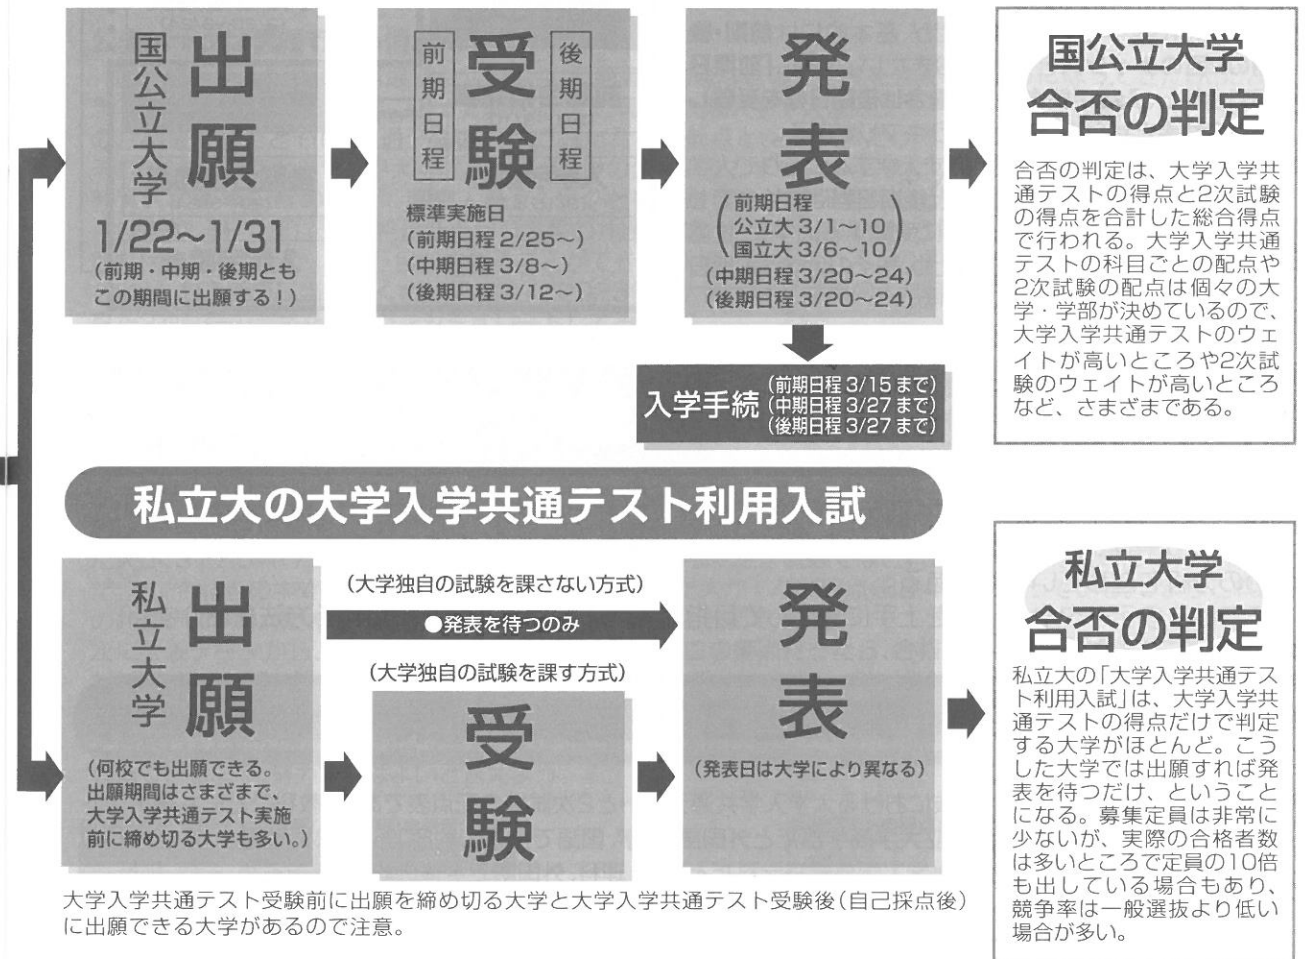 国公立大学
出願
1/22～1/31
(前期・中期・後期とも
この期間に出願する！)
前期日程
受験
後期日程
標準実施日
(前期日程 2/25～)
(中期日程 3/8～)
(後期日程 3/12～)
発表
前期日程
公立大 3/1～10
国立大 3/6～10
(中期日程 3/20～24)
(後期日程 3/20～24)
入学手続
(前期日程 3/15 まで)
(中期日程 3/27 まで)
(後期日程 3/27 まで)
国公立大学
合否の判定
合否の判定は、大学入学共
通テストの得点と2次試験
の得点を合計した総合得点
で行われる。大学入学共通
テストの科目ごとの配点や
2次試験の配点は個々の大
学・学部が決めているので、
大学入学共通テストのウェ
イトが高いところや2次試
験のウェイトが高いところ
など、さまざまである。
私立大の大学入学共通テスト利用入試
私立大学
出願
(何校でも出願できる。
出願期間はさまざまで、
大学入学共通テスト実施
前に締め切る大学も多い。)
(大学独自の試験を課さない方式)
●発表を待つのみ
(大学独自の試験を課す方式)
受験
発表
(発表日は大学により異なる)
私立大学
合否の判定
私立大の「大学入学共通テス
ト利用入試」は、大学入学共
通テストの得点だけで判定
する大学がほとんど。こう
した大学では出願すれば発
表を待つだけ、ということ
になる。募集定員は非常に
少ないが、実際の合格者数
は多いところで定員の10倍
も出している場合もあり、
競争率は一般選抜より低い
場合が多い。
大学入学共通テスト受験前に出願を締め切る大学と大学入学共通テスト受験後(自己採点後)
に出願できる大学があるので注意。